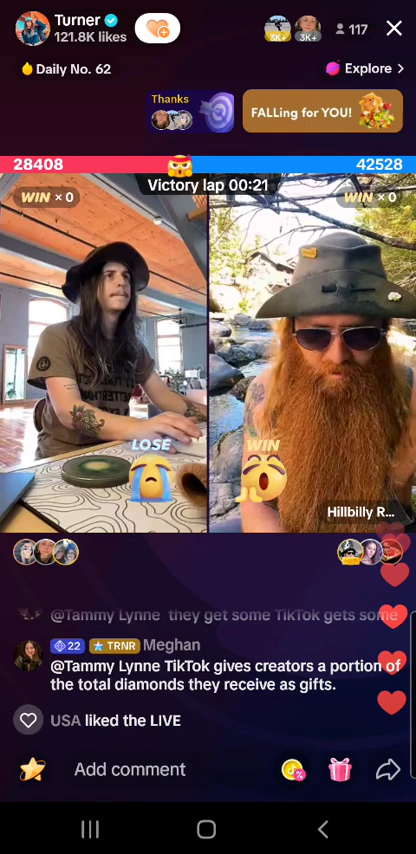 Turner
121.8K likes
3K+
3K+
117
Daily No. 62
Explore >
Thanks
FALLing for YOU!
28408
42528
Victory lap 00:21
WIN × 0
WIN × 0
LOSE
WIN
Hillbilly R...
@Tammy Lynne they get some TikTok gets some
22 TRNR Meghan
@Tammy Lynne TikTok gives creators a portion of
the total diamonds they receive as gifts.
USA liked the LIVE
Add comment